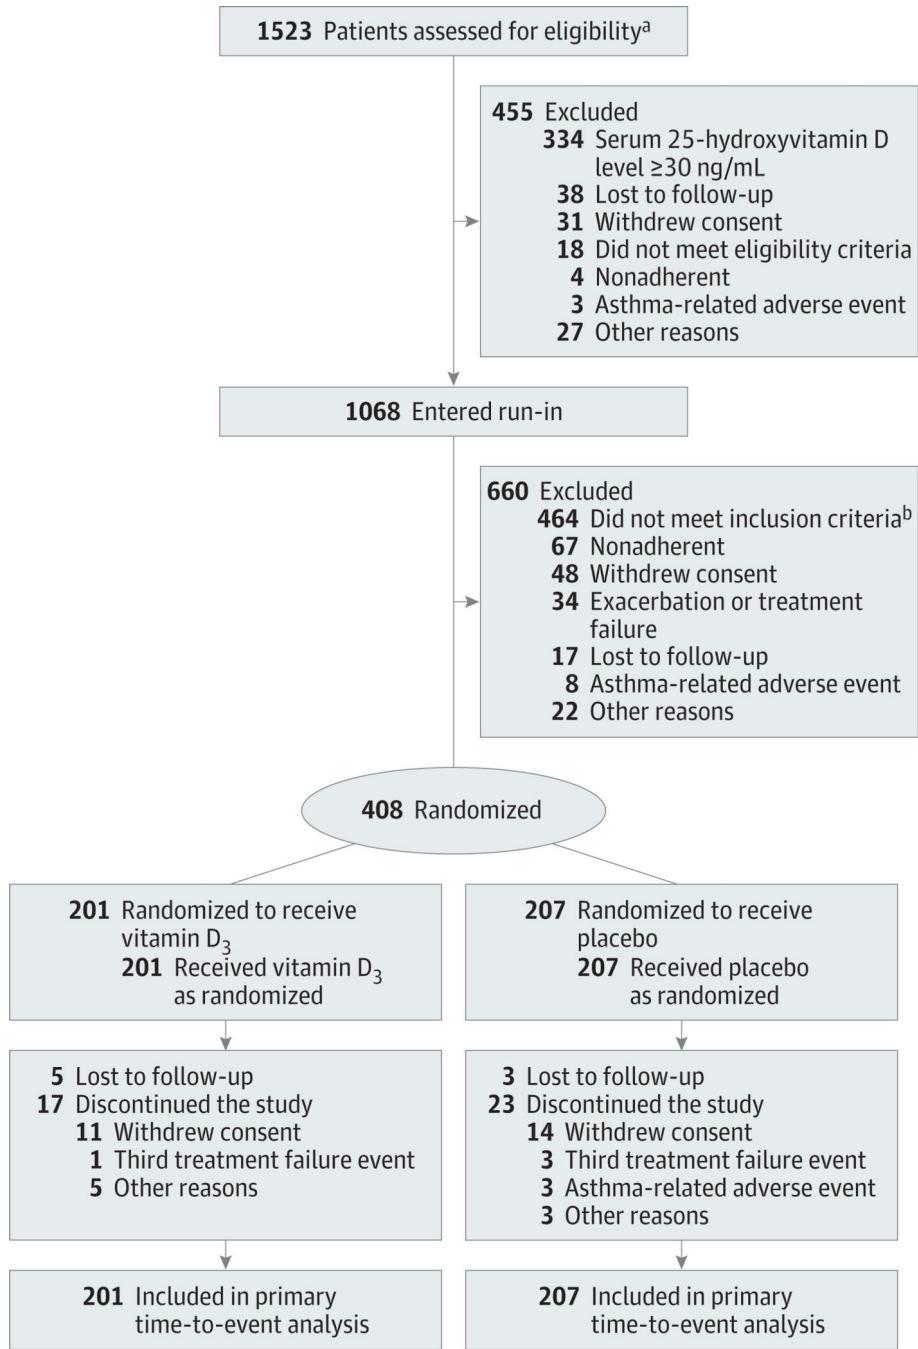 1523 Patients assessed for eligibilityᵃ
455 Excluded
334 Serum 25-hydroxyvitamin D
level ≥30 ng/mL
38 Lost to follow-up
31 Withdrew consent
18 Did not meet eligibility criteria
4 Nonadherent
3 Asthma-related adverse event
27 Other reasons
1068 Entered run-in
660 Excluded
464 Did not meet inclusion criteriaᵇ
67 Nonadherent
48 Withdrew consent
34 Exacerbation or treatment
failure
17 Lost to follow-up
8 Asthma-related adverse event
22 Other reasons
408 Randomized
201 Randomized to receive
vitamin D₃
201 Received vitamin D₃
as randomized
207 Randomized to receive
placebo
207 Received placebo
as randomized
5 Lost to follow-up
17 Discontinued the study
11 Withdrew consent
1 Third treatment failure event
5 Other reasons
3 Lost to follow-up
23 Discontinued the study
14 Withdrew consent
3 Third treatment failure event
3 Asthma-related adverse event
3 Other reasons
201 Included in primary
time-to-event analysis
207 Included in primary
time-to-event analysis